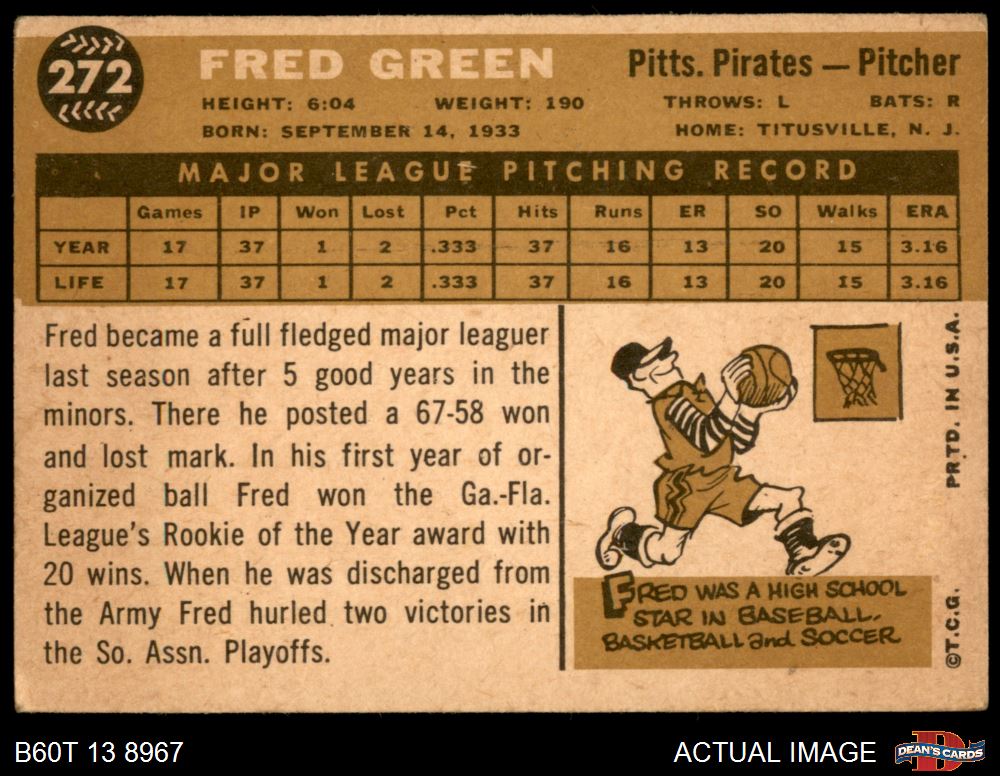 272
FRED GREEN
Pitts. Pirates — Pitcher
HEIGHT: 6:04 WEIGHT: 190 THROWS: L BATS: R
BORN: SEPTEMBER 14, 1933 HOME: TITUSVILLE, N. J.
MAJOR LEAGUE PITCHING RECORD
Games IP Won Lost Pct Hits Runs ER SO Walks ERA
YEAR 17 37 1 2 .333 37 16 13 20 15 3.16
LIFE 17 37 1 2 .333 37 16 13 20 15 3.16
Fred became a full fledged major leaguer
last season after 5 good years in the
minors. There he posted a 67-58 won
and lost mark. In his first year of or-
ganized ball Fred won the Ga.-Fla.
League's Rookie of the Year award with
20 wins. When he was discharged from
the Army Fred hurled two victories in
the So. Assn. Playoffs.
FRED WAS A HIGH SCHOOL
STAR IN BASEBALL,
BASKETBALL and SOCCER
©T.C.G. PRTD. IN U.S.A.
B60T 13 8967
ACTUAL IMAGE
D
DEAN'S CARDS